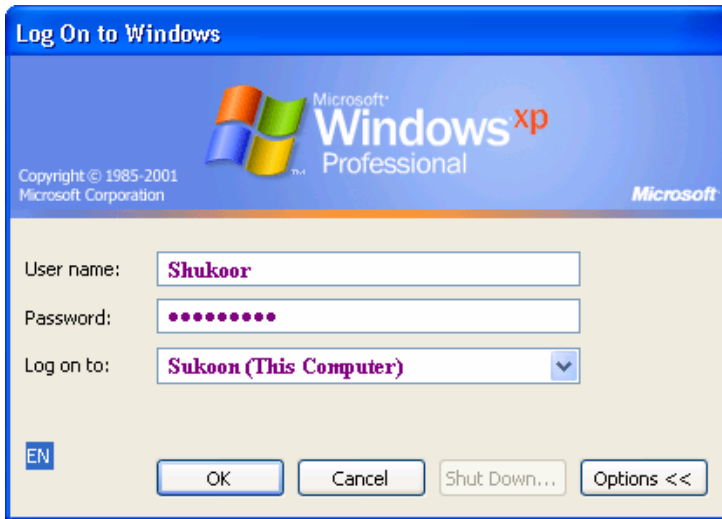 Log On to Windows
Microsoft®
Windows xp
Professional
TM
Copyright © 1985-2001
Microsoft Corporation
Microsoft
User name: Shukoor
Password: •••••••••
Log on to: Sukoon (This Computer)
EN
OK Cancel Shut Down... Options <<